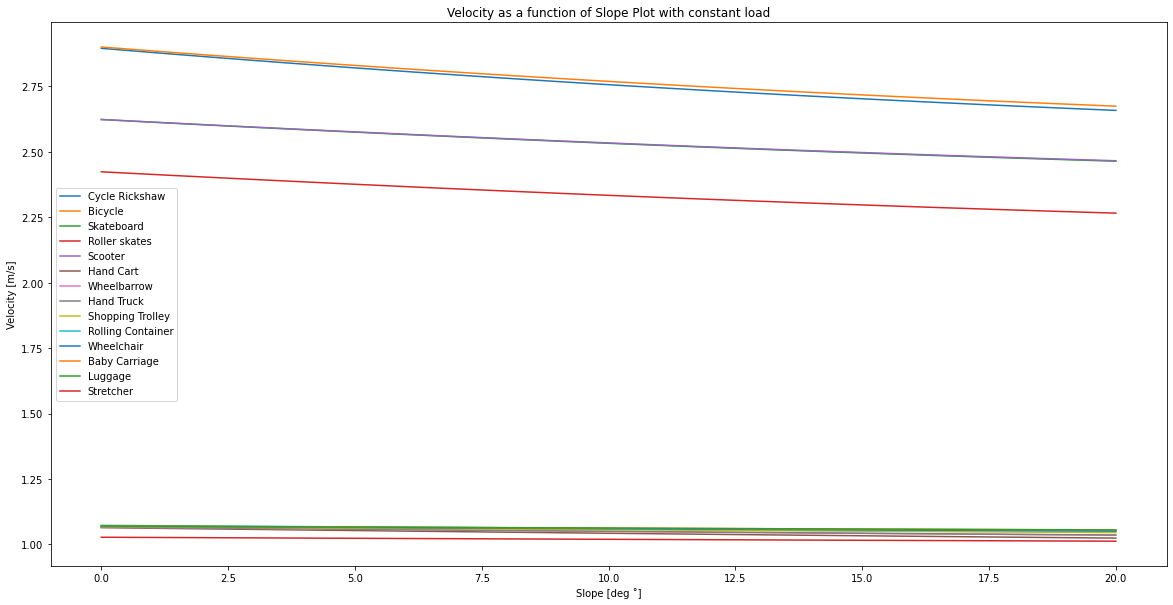 Velocity as a function of Slope Plot with constant load
2.75
2.50
2.25
2.00
1.75
1.50
1.25
1.00
Velocity [m/s]
Cycle Rickshaw
Bicycle
Skateboard
Roller skates
Scooter
Hand Cart
Wheelbarrow
Hand Truck
Shopping Trolley
Rolling Container
Wheelchair
Baby Carriage
Luggage
Stretcher
0.0 2.5 5.0 7.5 10.0 12.5 15.0 17.5 20.0
Slope [deg ˚]